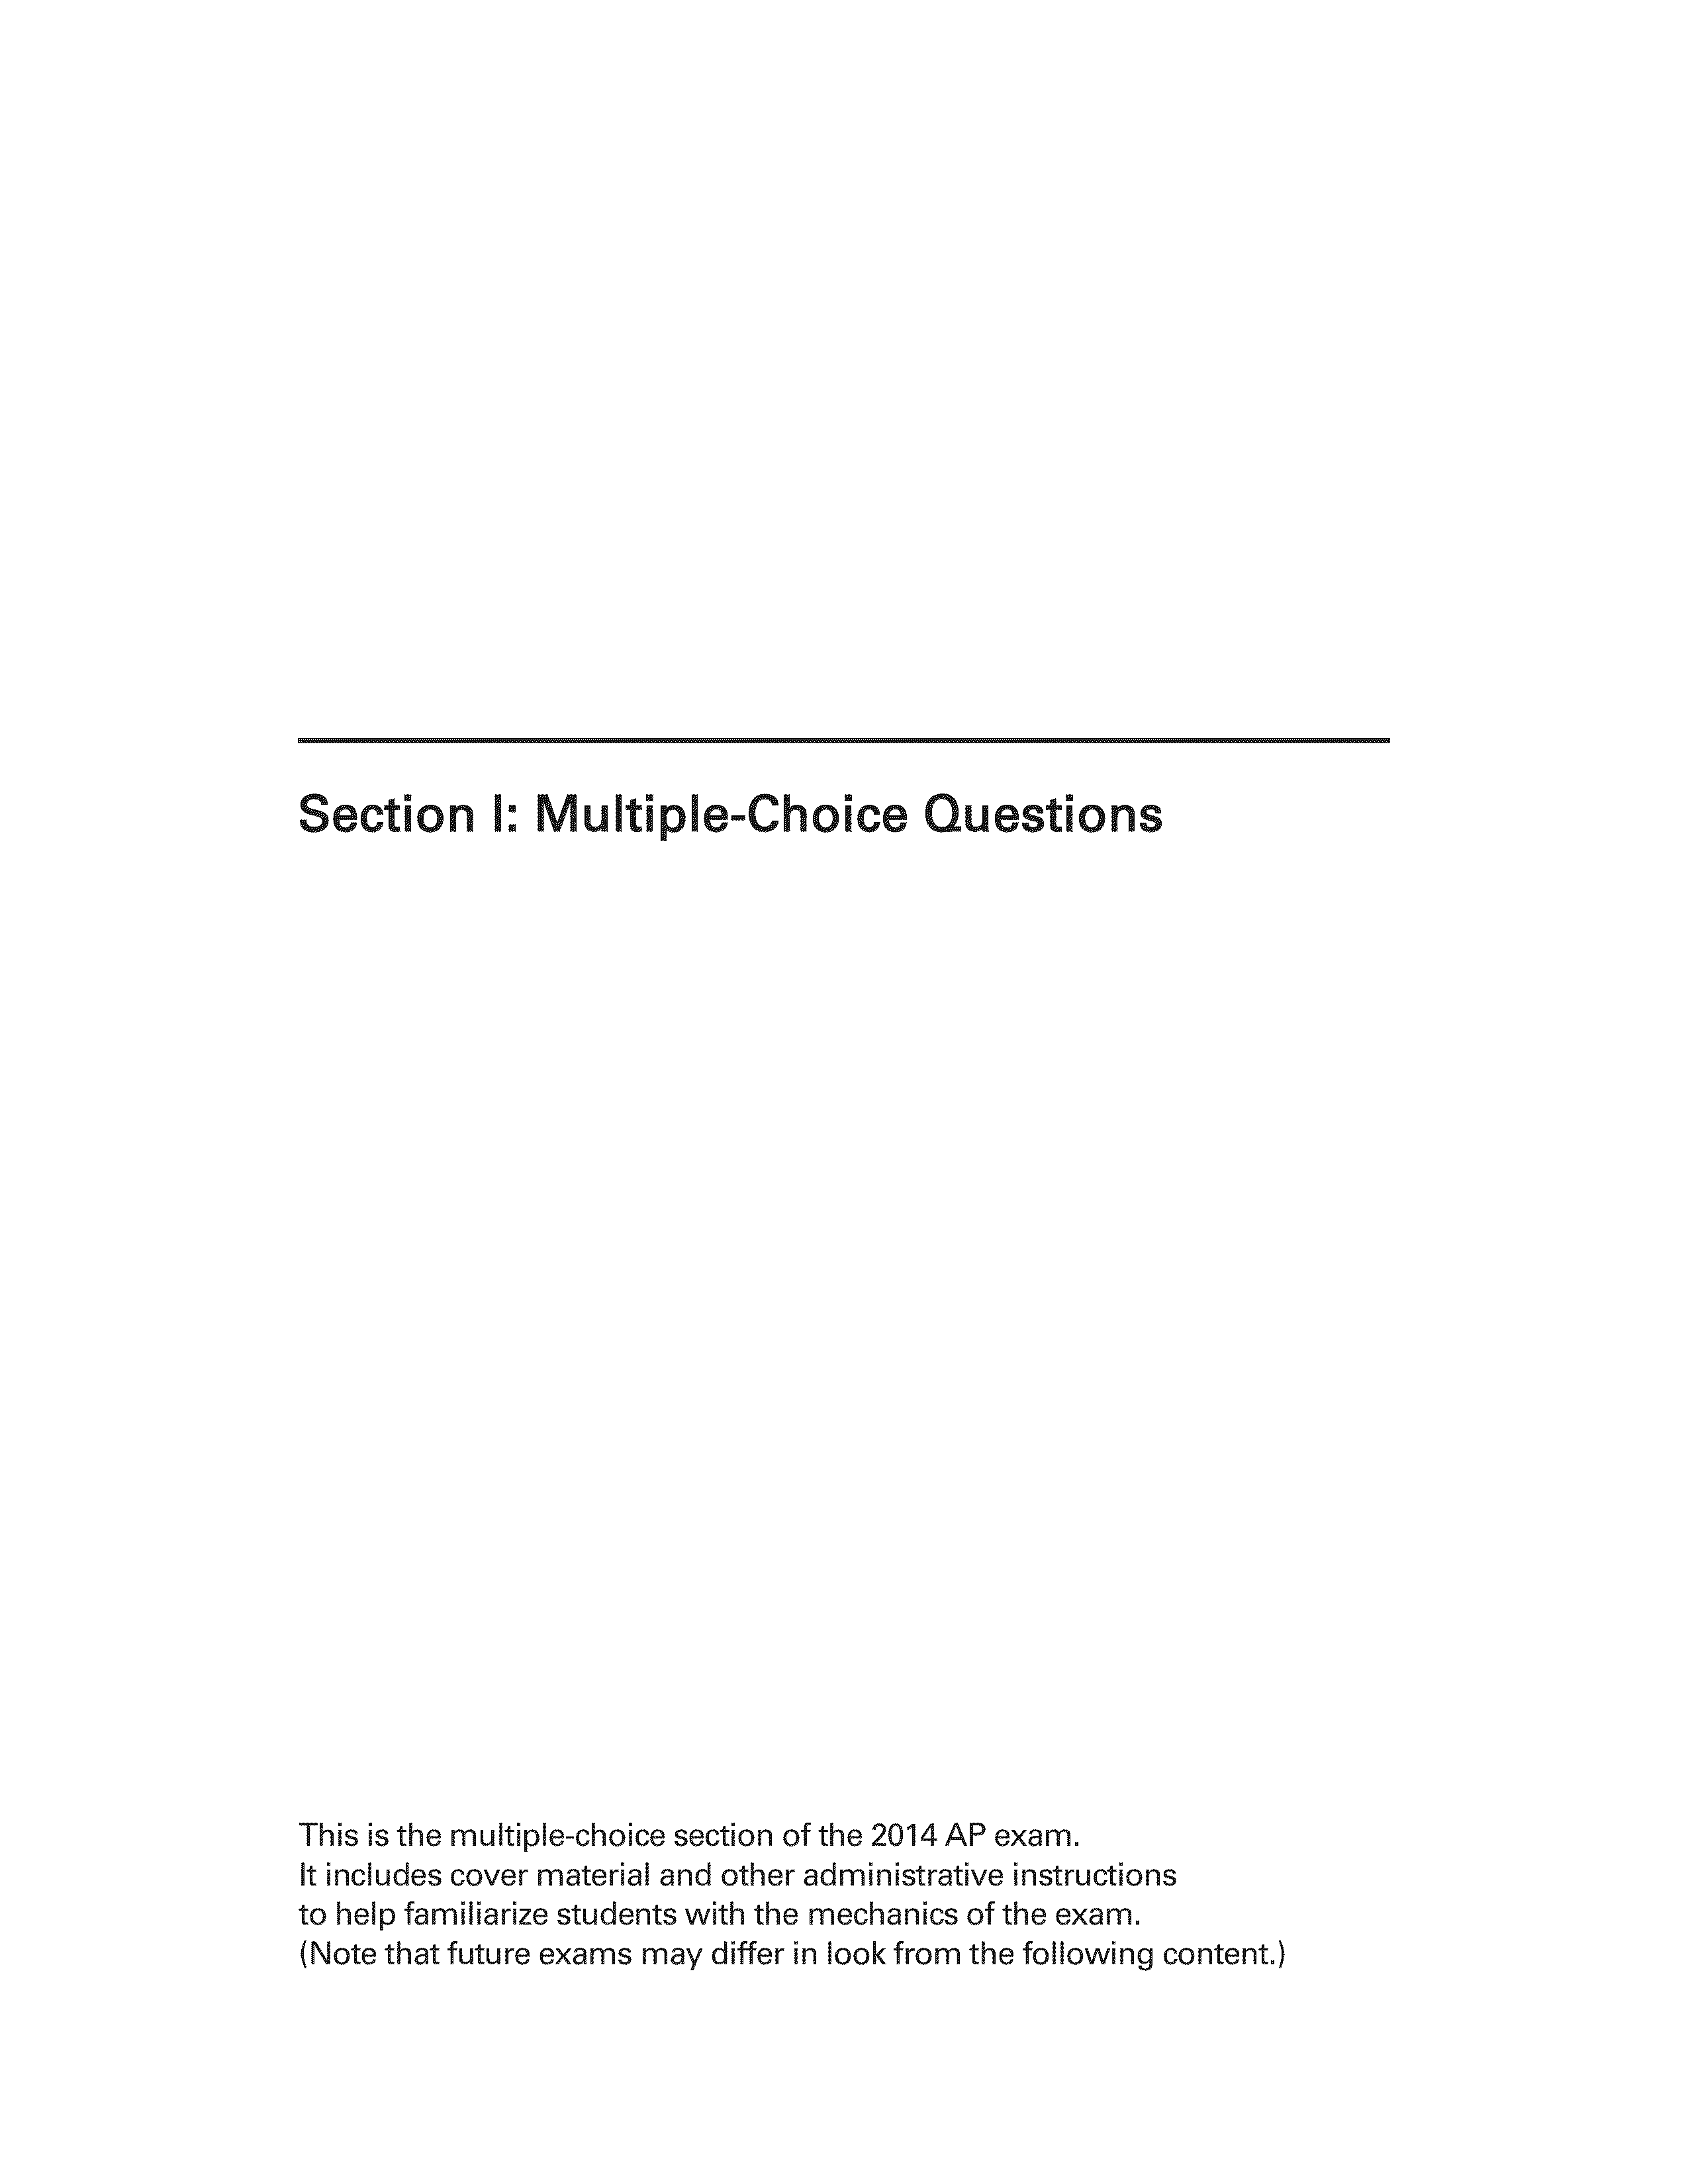 Section I: Multiple-Choice Questions
This is the multiple-choice section of the 2014 AP exam.
It includes cover material and other administrative instructions
to help familiarize students with the mechanics of the exam.
(Note that future exams may differ in look from the following content.)